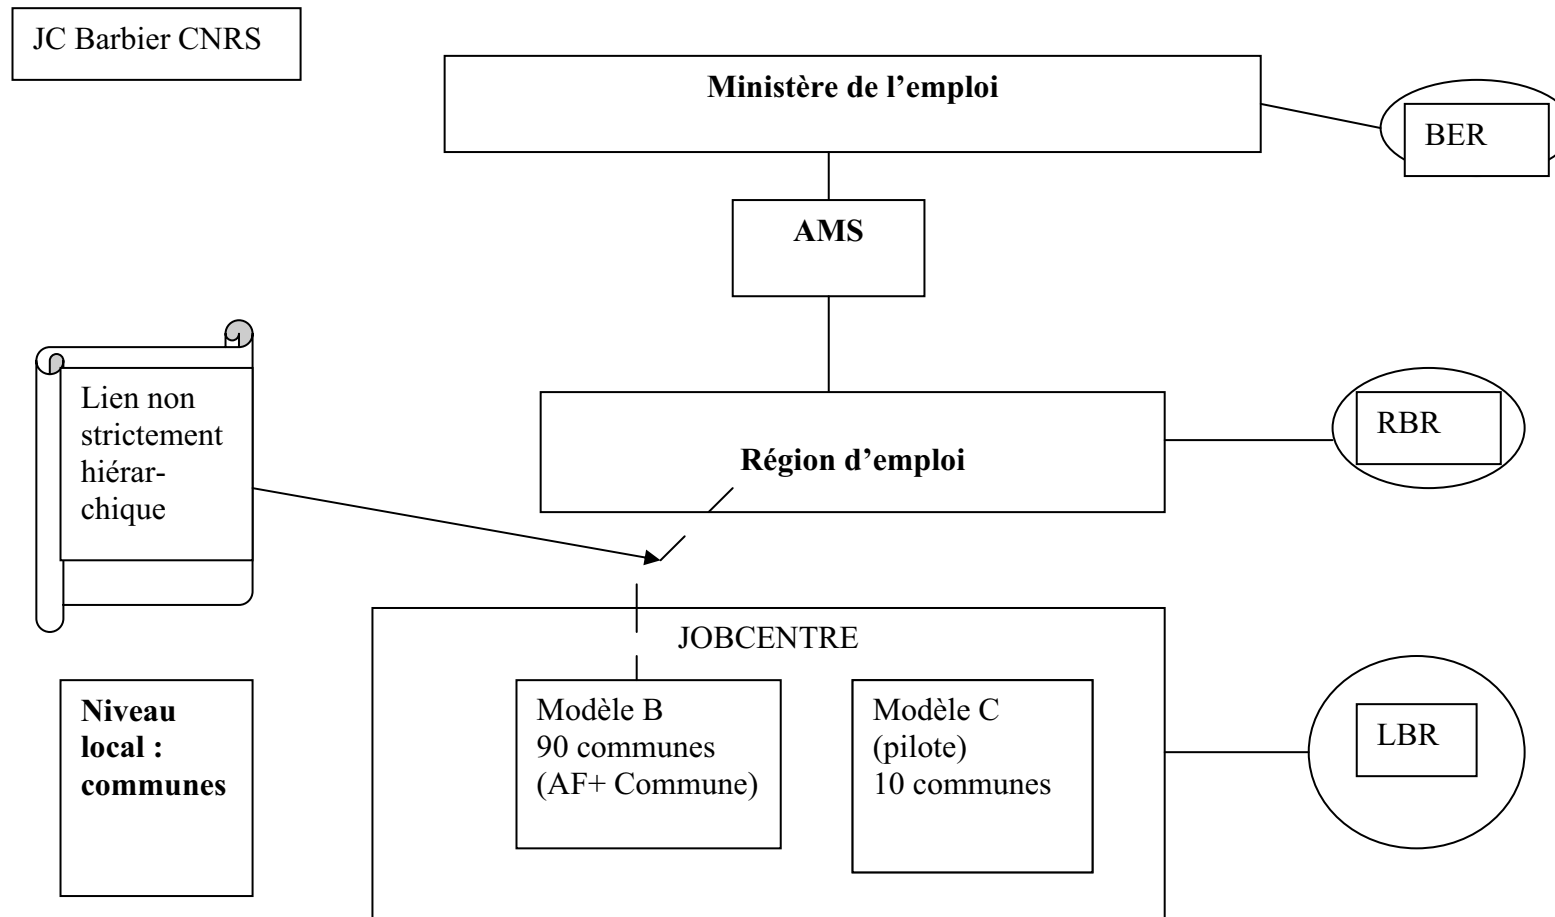 JC Barbier CNRS
Ministère de l’emploi
BER
AMS
Lien non
strictement
hiérar-
chique
Région d’emploi
RBR
JOBCENTRE
Niveau
local :
communes
Modèle B
90 communes
(AF+ Commune)
Modèle C
(pilote)
10 communes
LBR